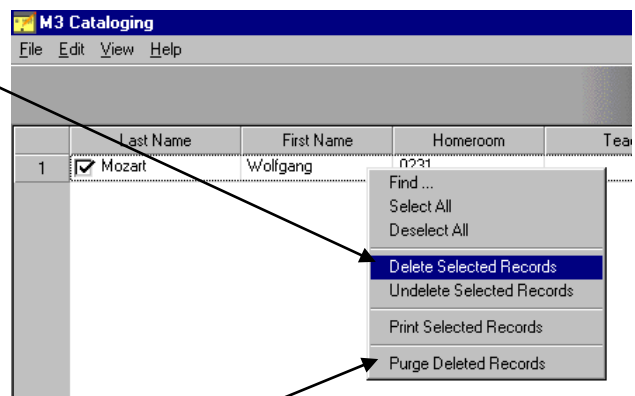 M3 Cataloging
File Edit View Help
Last Name First Name Homeroom Tea
1 Mozart Wolfgang 0231
Find ...
Select All
Deselect All
Delete Selected Records
Undelete Selected Records
Print Selected Records
Purge Deleted Records